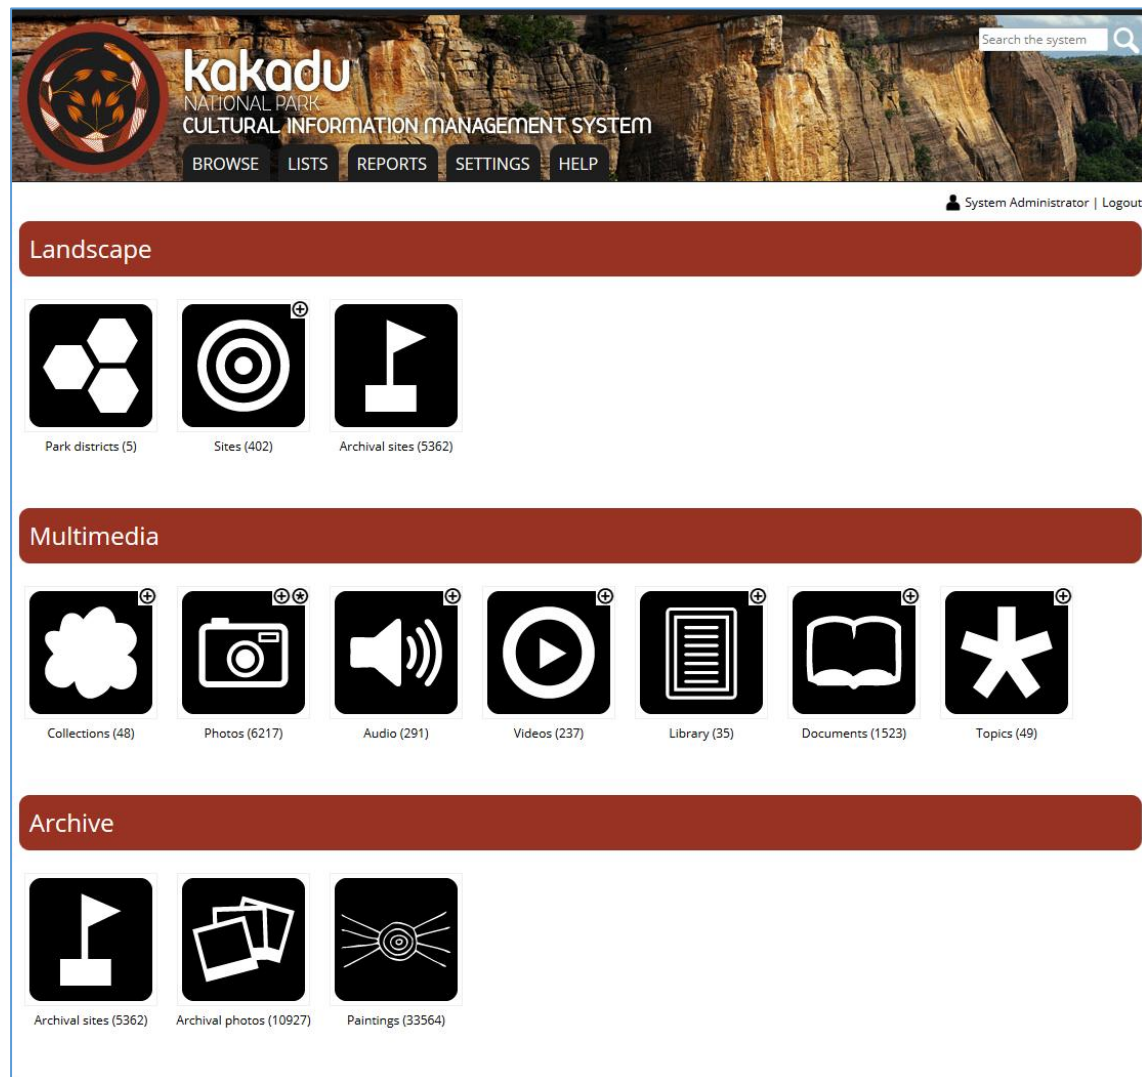 Search the system
kakadu
NATIONAL PARK
CULTURAL INFORMATION MANAGEMENT SYSTEM
BROWSE LISTS REPORTS SETTINGS HELP
System Administrator | Logout
Landscape
Park districts (5) Sites (402) Archival sites (5362)
Multimedia
Collections (48) Photos (6217) Audio (291) Videos (237) Library (35) Documents (1523) Topics (49)
Archive
Archival sites (5362) Archival photos (10927) Paintings (33564)